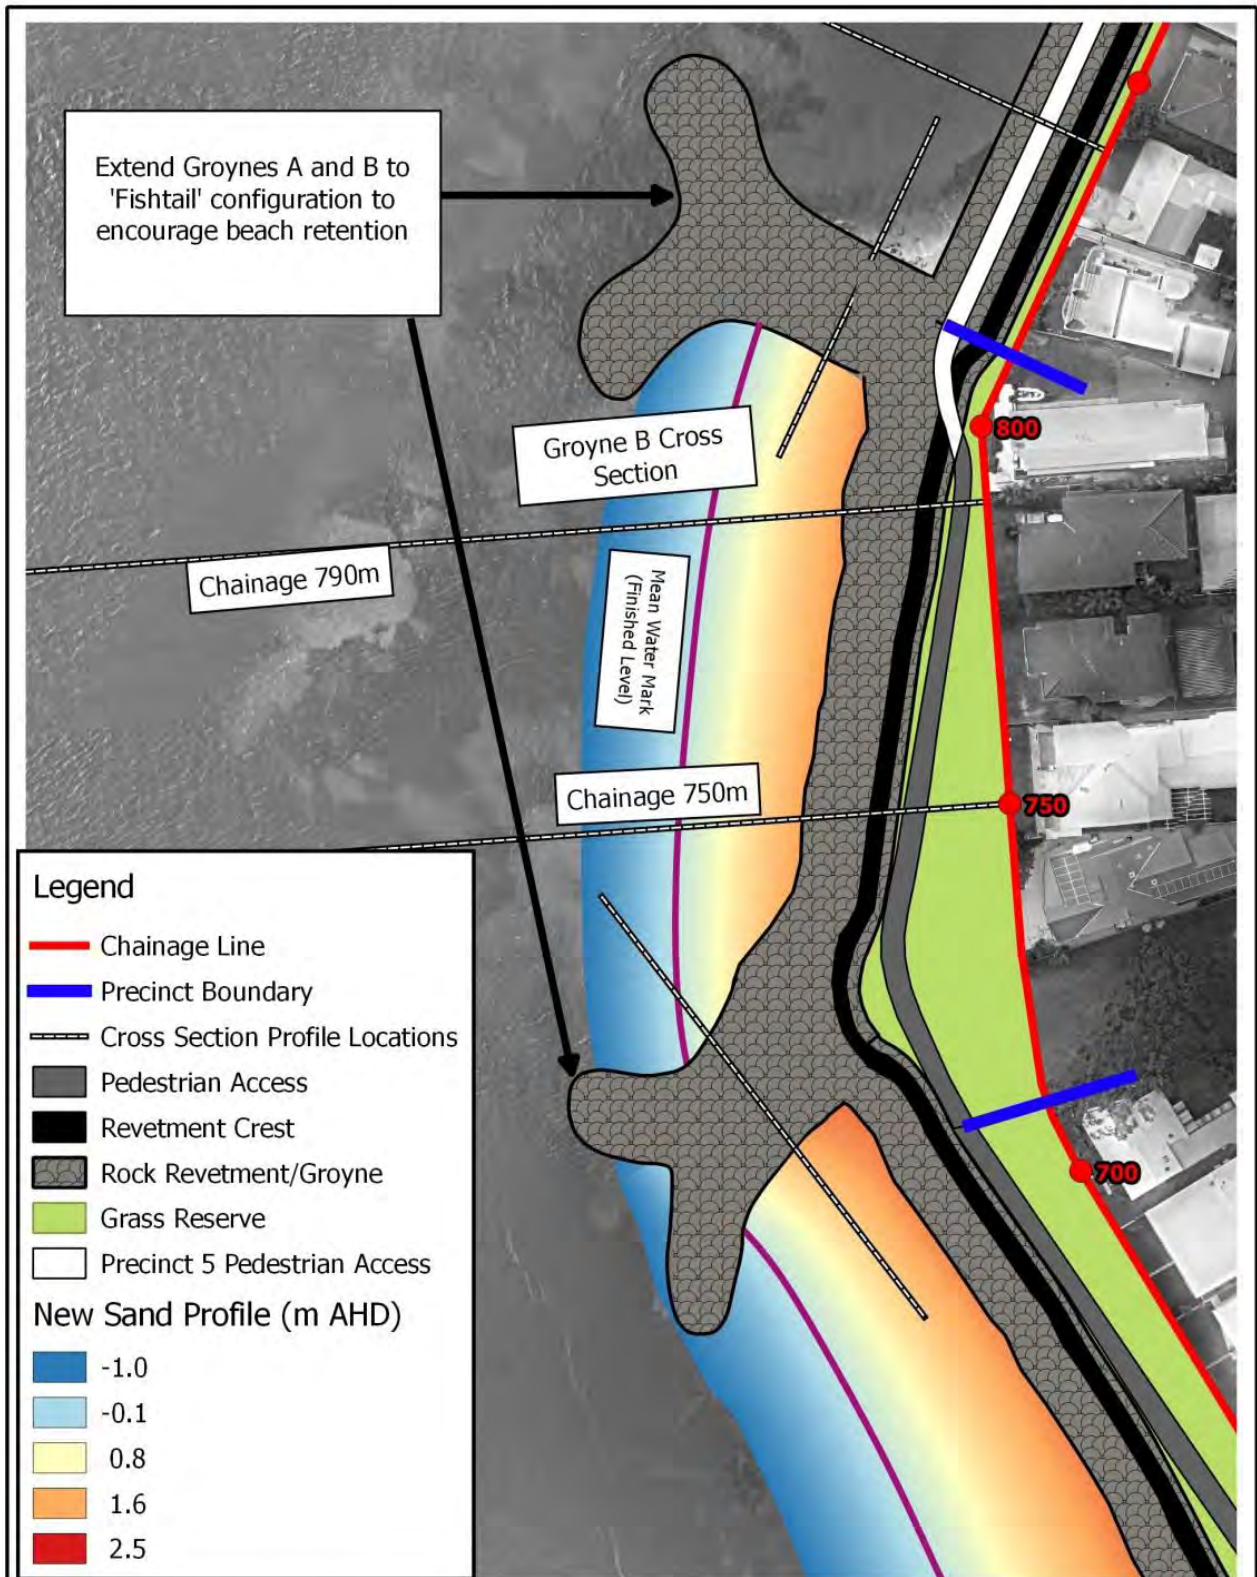 Extend Groynes A and B to
'Fishtail' configuration to
encourage beach retention
800
Groyne B Cross
Section
Chainage 790m
Mean Water Mark
(Finished Level)
Chainage 750m
750
700
Legend
Chainage Line
Precinct Boundary
Cross Section Profile Locations
Pedestrian Access
Revetment Crest
Rock Revetment/Groyne
Grass Reserve
Precinct 5 Pedestrian Access
New Sand Profile (m AHD)
-1.0
-0.1
0.8
1.6
2.5